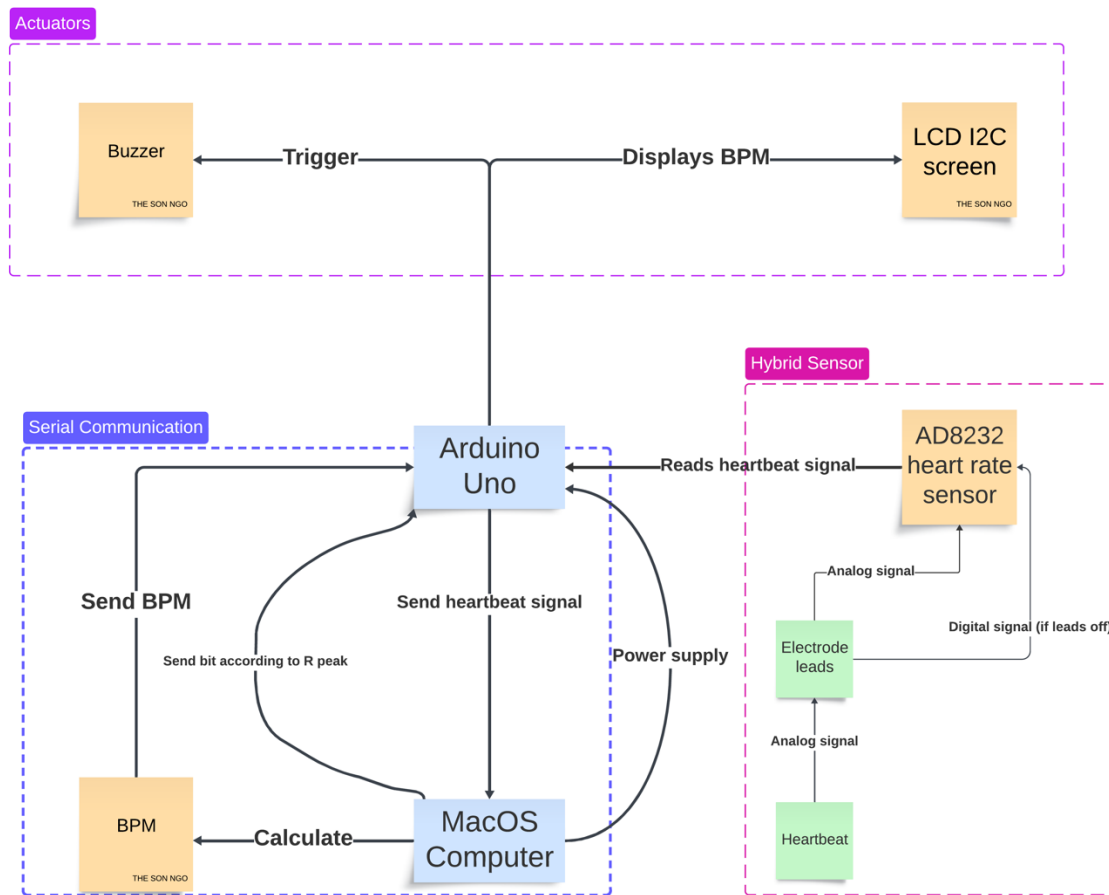 Actuators
Buzzer
THE SON NGO
Trigger
Displays BPM
LCD I2C
screen
THE SON NGO
Hybrid Sensor
Serial Communication
Arduino
Uno
Reads heartbeat signal
AD8232
heart rate
sensor
Analog signal
Send BPM
Send heartbeat signal
Digital signal (if leads off)
Send bit according to R peak
Power supply
Electrode
leads
Analog signal
BPM
THE SON NGO
Calculate
MacOS
Computer
Heartbeat